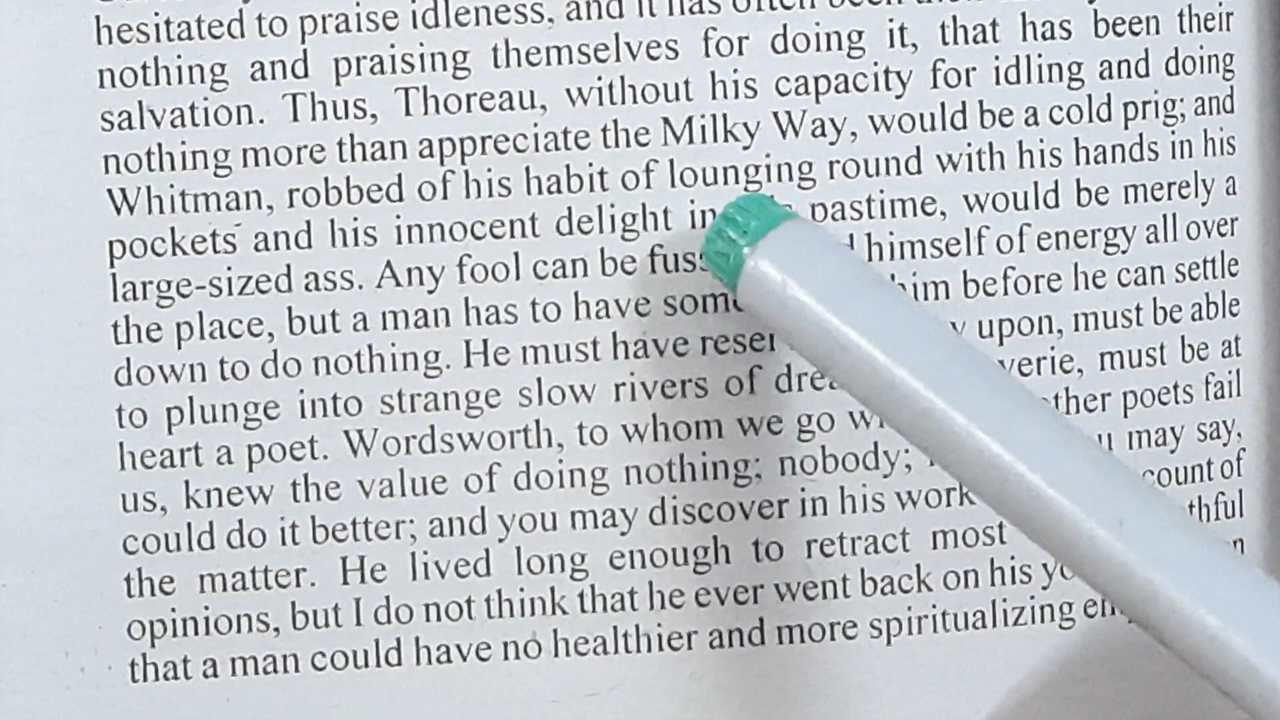 hesitated to praise idleness, and it has often been
nothing and praising themselves for doing it, that has been their
salvation. Thus, Thoreau, without his capacity for idling and doing
nothing more than appreciate the Milky Way, would be a cold prig; and
Whitman, robbed of his habit of lounging round with his hands in his
pockets and his innocent delight in pastime, would be merely a
large-sized ass. Any fool can be himself of energy all over
the place, but a man has to have him before he can settle
down to do nothing. He must have upon, must be able
to plunge into strange slow rivers of must be at
heart a poet. Wordsworth, to whom we go poets fail
us, knew the value of doing nothing; nobody; may say,
could do it better; and you may discover in his work of
the matter. He lived long enough to retract most
opinions, but I do not think that he ever went back on his
that a man could have no healthier and more spiritualizing